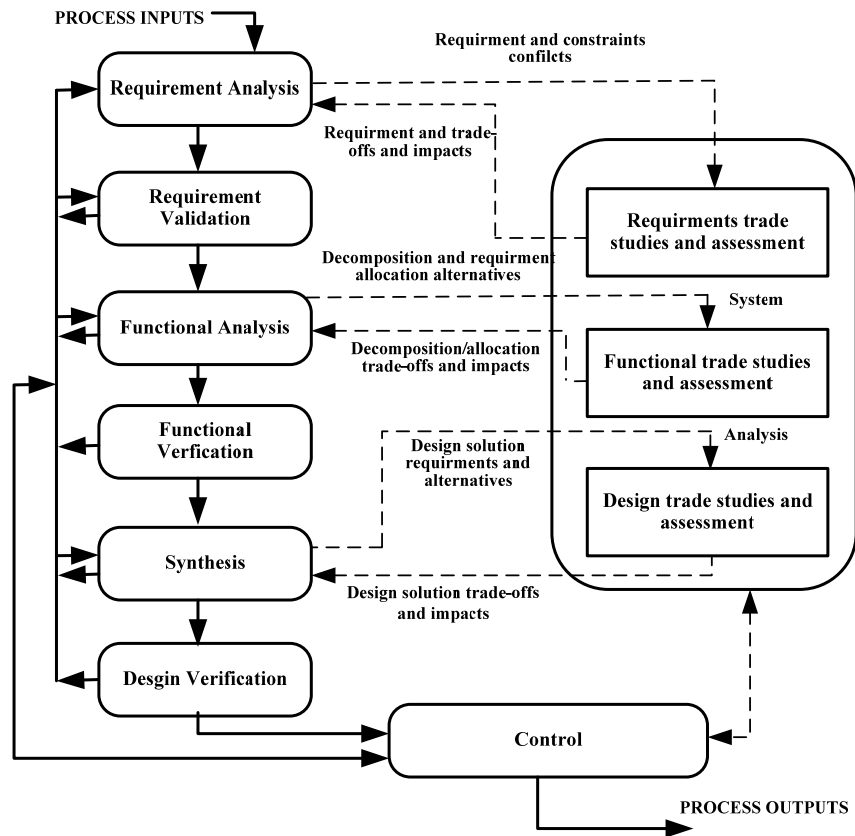 PROCESS INPUTS
Requirment and constraints
confilcts
Requirement Analysis
Requirment and trade-
offs and impacts
Requirement
Validation
Requirments trade
studies and assessment
Decomposition and requirment
allocation alternatives
System
Functional Analysis
Decomposition/allocation
trade-offs and impacts
Functional trade studies
and assessment
Functional
Verfication
Design solution
requirments and
alternatives
Analysis
Design trade studies and
assessment
Synthesis
Design solution trade-offs
and impacts
Desgin Verification
Control
PROCESS OUTPUTS